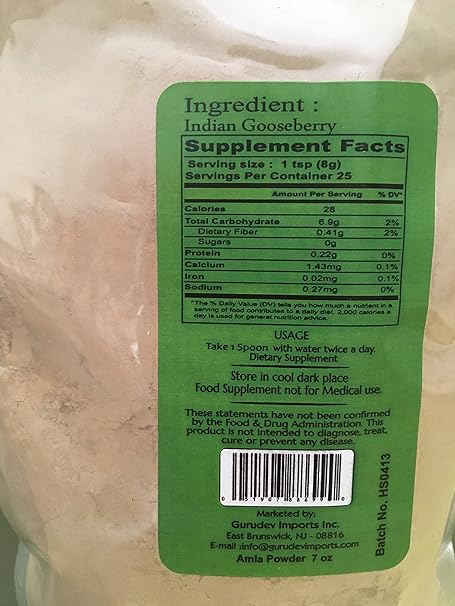 Ingredient :
Indian Gooseberry
Supplement Facts
Serving size : 1 tsp (8g)
Servings Per Container 25
Amount Per Serving % DV*
Calories 28
Total Carbohydrate 6.9g 2%
Dietary Fiber 0.41g 2%
Sugars 0g
Protein 0.22g 0%
Calcium 1.43mg 0.1%
Iron 0.02mg 0.1%
Sodium 0.27mg 0%
*The % Daily Value (DV) tells you how much a nutrient in a
serving of food contributes to a daily diet. 2,000 calories a
day is used for general nutrition advice.
USAGE
Take 1 Spoon with water twice a day.
Dietary Supplement
Store in cool dark place
Food Supplement not for Medical use.
These statements have not been confirmed
by the Food & Drug Administration. This
product is not intended to diagnose, treat,
cure or prevent any disease.
Marketed by:
Gurudev Imports Inc.
East Brunswick, NJ - 08816
E-mail :info@gurudevimports.com
Amla Powder 7 oz
Batch No. HS0413